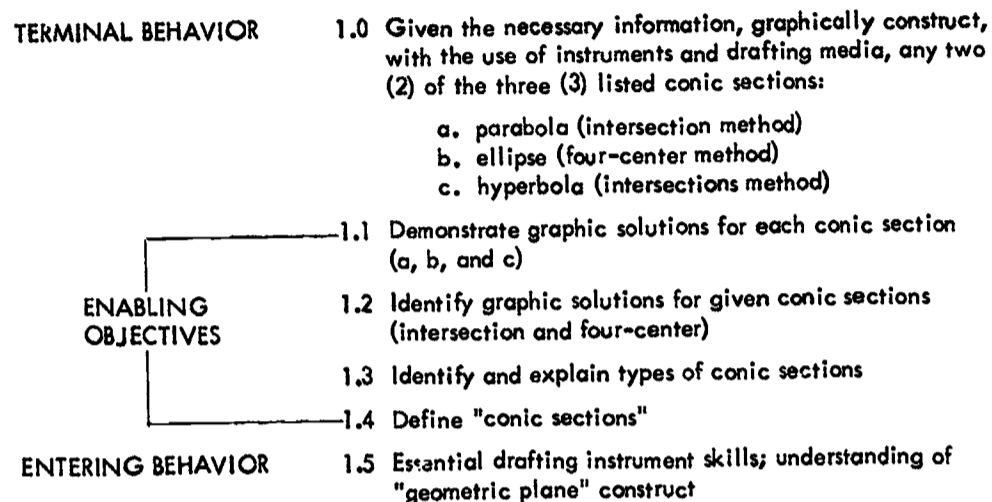 TERMINAL BEHAVIOR 1.0 Given the necessary information, graphically construct,
with the use of instruments and drafting media, any two
(2) of the three (3) listed conic sections:
a. parabola (intersection method)
b. ellipse (four-center method)
c. hyperbola (intersections method)
1.1 Demonstrate graphic solutions for each conic section
(a, b, and c)
ENABLING
OBJECTIVES
1.2 Identify graphic solutions for given conic sections
(intersection and four-center)
1.3 Identify and explain types of conic sections
1.4 Define "conic sections"
ENTERING BEHAVIOR 1.5 Essential drafting instrument skills; understanding of
"geometric plane" construct